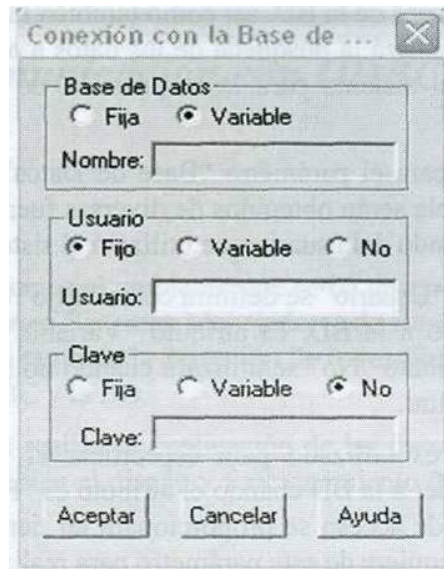 Conexión con la Base de ...
Base de Datos
Fija Variable
Nombre:
Usuario
Fijo Variable No
Usuario:
Clave
Fija Variable No
Clave:
Aceptar Cancelar Ayuda